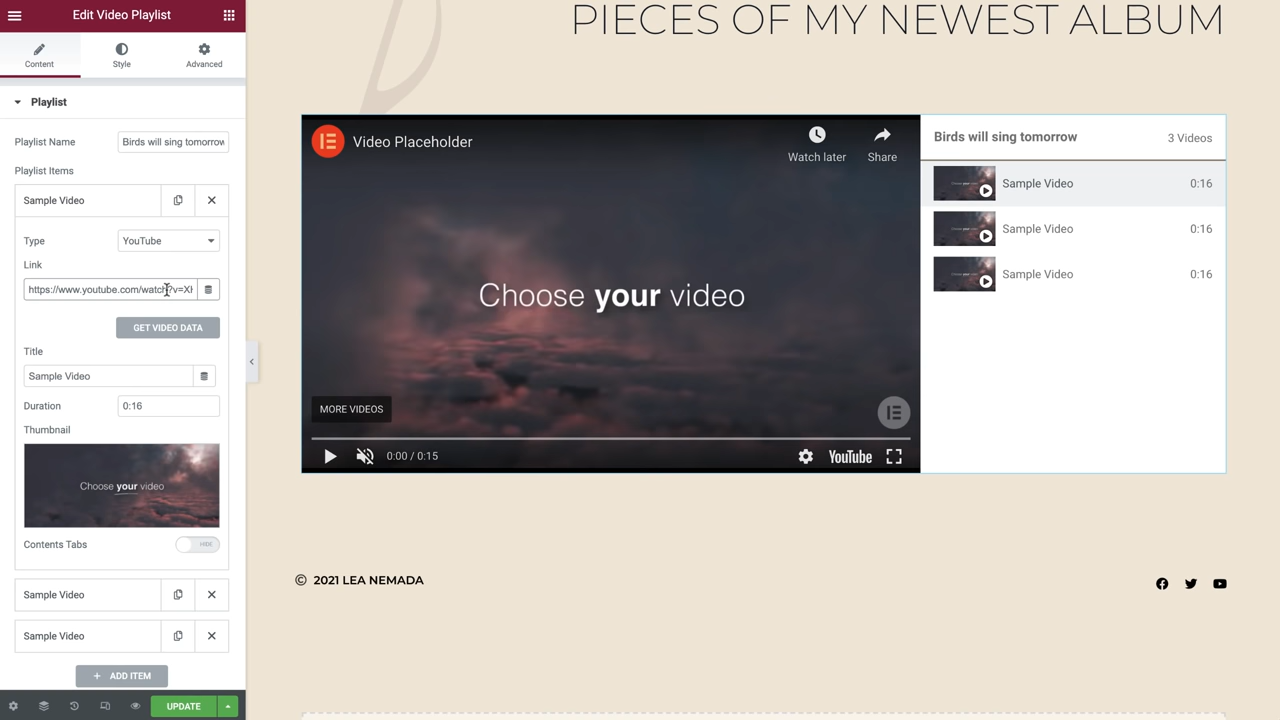 Edit Video Playlist
Content
Style
Advanced
Playlist
Playlist Name
Birds will sing tomorrow
Playlist Items
Sample Video
Type
YouTube
Link
https://www.youtube.com/watch?v=XH
GET VIDEO DATA
Title
Sample Video
Duration
0:16
Thumbnail
Choose your video
Contents Tabs
HIDE
Sample Video
Sample Video
+ ADD ITEM
UPDATE
PIECES OF MY NEWEST ALBUM
Video Placeholder
Watch later
Share
Choose your video
MORE VIDEOS
0:00 / 0:15
YouTube
Birds will sing tomorrow
3 Videos
Sample Video
0:16
Sample Video
0:16
Sample Video
0:16
© 2021 LEA NEMADA